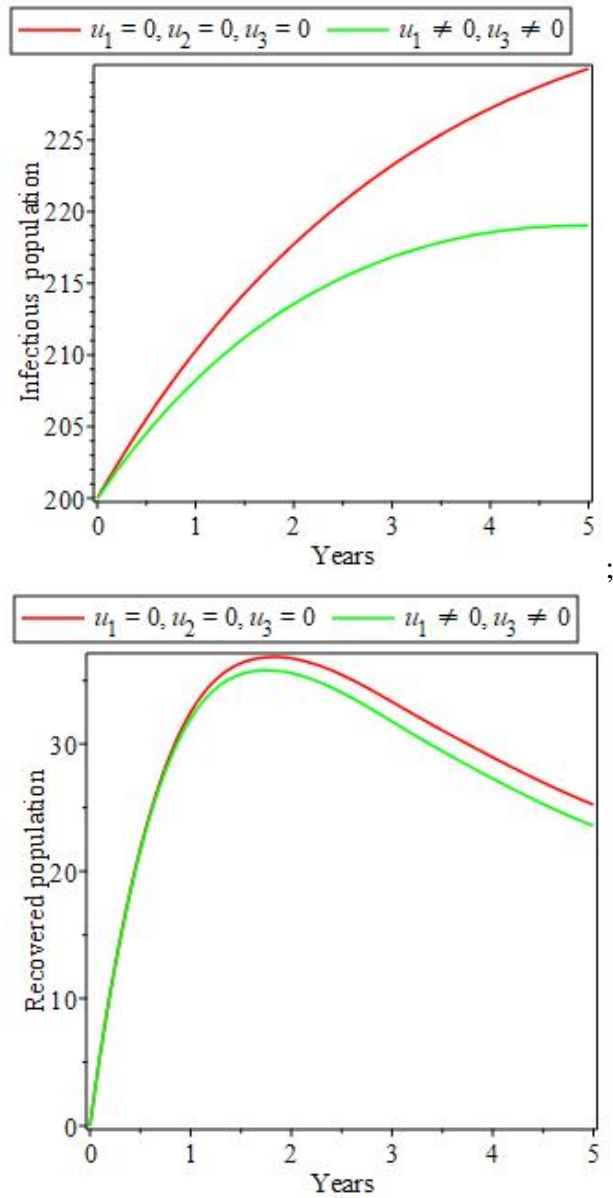 u₁ = 0, u₂ = 0, u₃ = 0 u₁ ≠ 0, u₃ ≠ 0
Infectious population
225
220
215
210
205
200
0 1 2 3 4 5
Years
;
u₁ = 0, u₂ = 0, u₃ = 0 u₁ ≠ 0, u₃ ≠ 0
Recovered population
30
20
10
0
0 1 2 3 4 5
Years